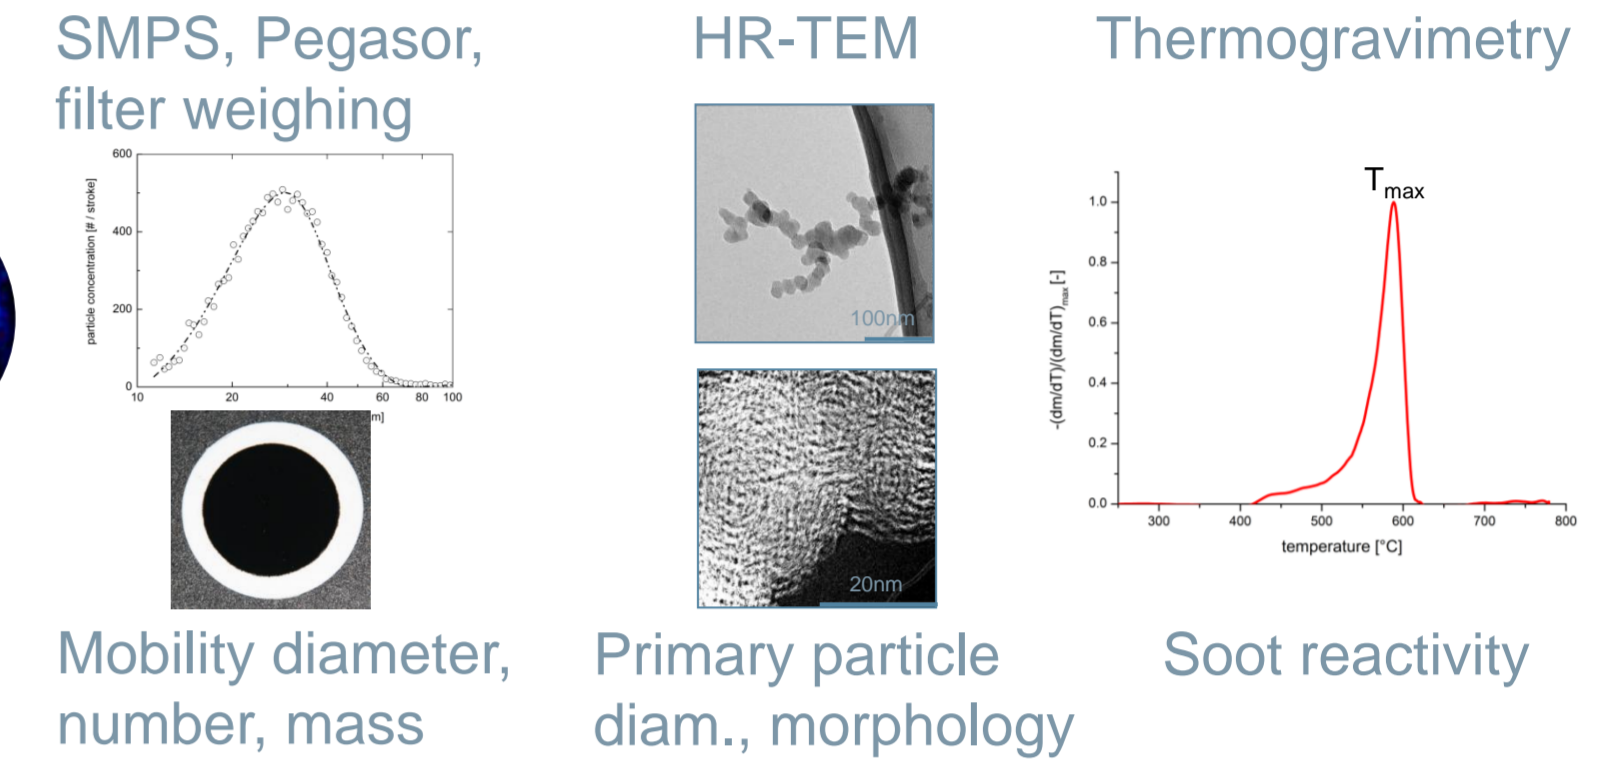 SMPS, Pegasor,
filter weighing
600
400
200
0
particle concentration [# / stroke]
10
20
40
60
80
100
m]
Mobility diameter,
number, mass
HR-TEM
100nm
20nm
Primary particle
diam., morphology
Thermogravimetry
Tmax
1.0
0.8
0.6
0.4
0.2
0.0
-(dm/dT)/(dm/dT)max [-]
300
400
500
600
700
800
temperature [°C]
Soot reactivity